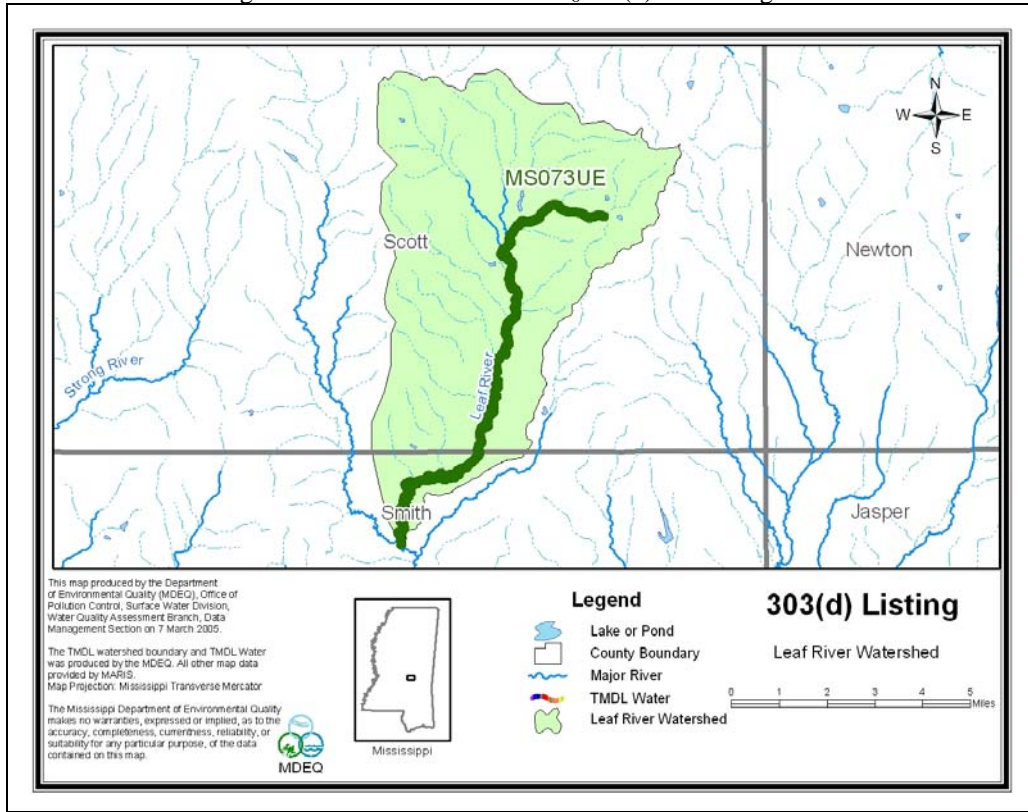 N
W E
S
MS073UE
Scott
Newton
Strong River
Leaf River
Smith
Jasper
This map produced by the Department
of Environmental Quality (MDEQ), Office of
Pollution Control, Surface Water Division,
Water Quality Assessment Branch, Data
Management Section on 7 March 2005.
The TMDL watershed boundary and TMDL Water
was produced by the MDEQ. All other map data
provided by MARIS.
Map Projection: Mississippi Transverse Mercator
The Mississippi Department of Environmental Quality
makes no warranties, expressed or implied, as to the
accuracy, completeness, currentness, reliability, or
suitability for any particular purpose, of the data
contained on this map.
MDEQ
Mississippi
Legend
Lake or Pond
County Boundary
Major River
TMDL Water
Leaf River Watershed
303(d) Listing
Leaf River Watershed
0 1 2 3 4 5
Miles